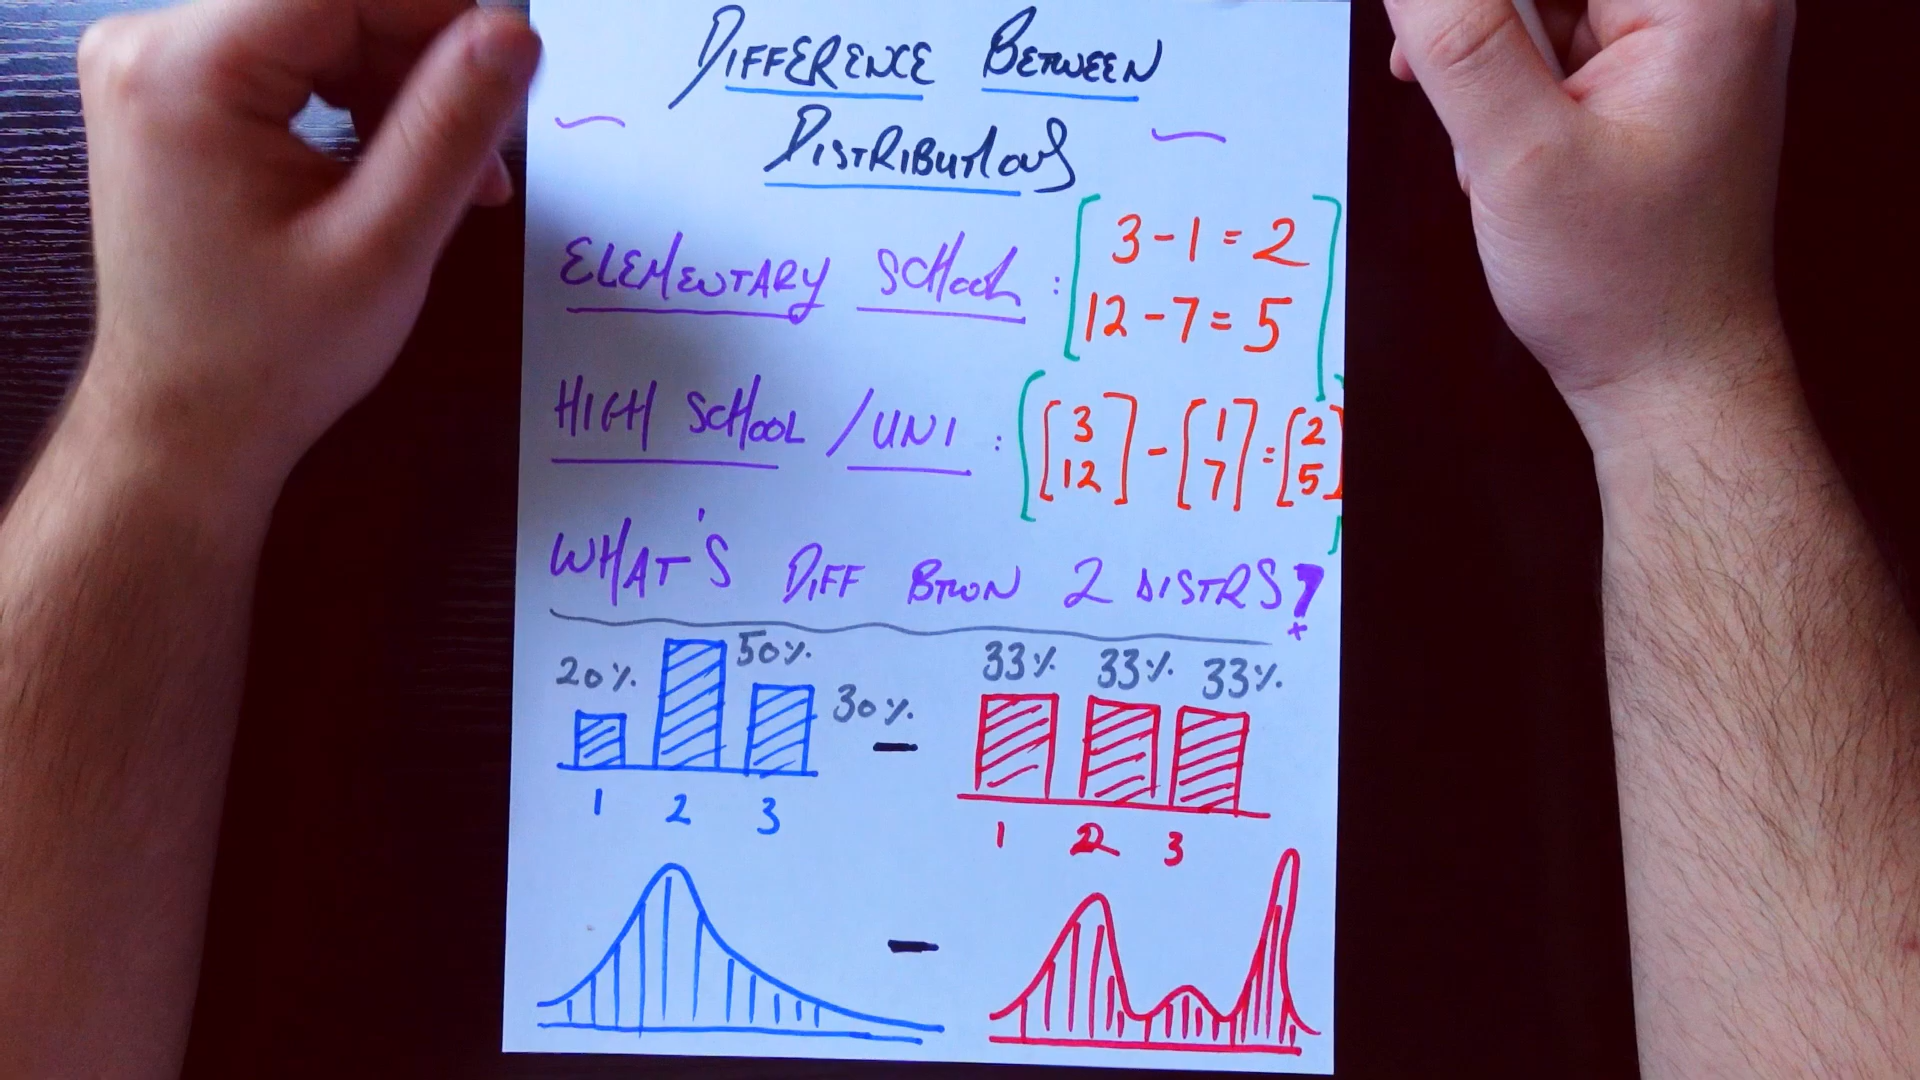 DIFFERENCE BETWEEN
DISTRIBUTIONS
ELEMENTARY SCHOOL : 3 - 1 = 2
12 - 7 = 5
HIGH SCHOOL / UNI : [3 12] - [1 7] = [2 5]
WHAT'S DIFF BTWN 2 DISTRS?
20% 50% 30% - 33% 33% 33%
1 2 3 1 2 3
-